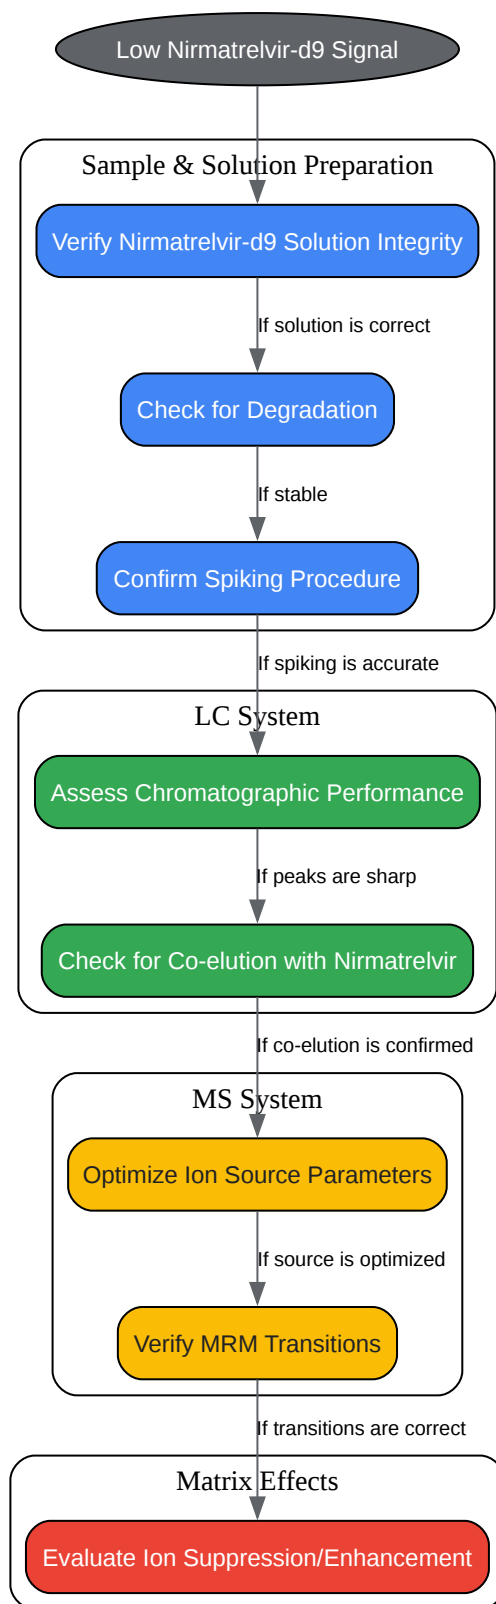 Low Nirmatrelvir-d9 Signal
Sample & Solution Preparation
Verify Nirmatrelvir-d9 Solution Integrity
If solution is correct
Check for Degradation
If stable
Confirm Spiking Procedure
If spiking is accurate
LC System
Assess Chromatographic Performance
If peaks are sharp
Check for Co-elution with Nirmatrelvir
If co-elution is confirmed
MS System
Optimize Ion Source Parameters
If source is optimized
Verify MRM Transitions
If transitions are correct
Matrix Effects
Evaluate Ion Suppression/Enhancement